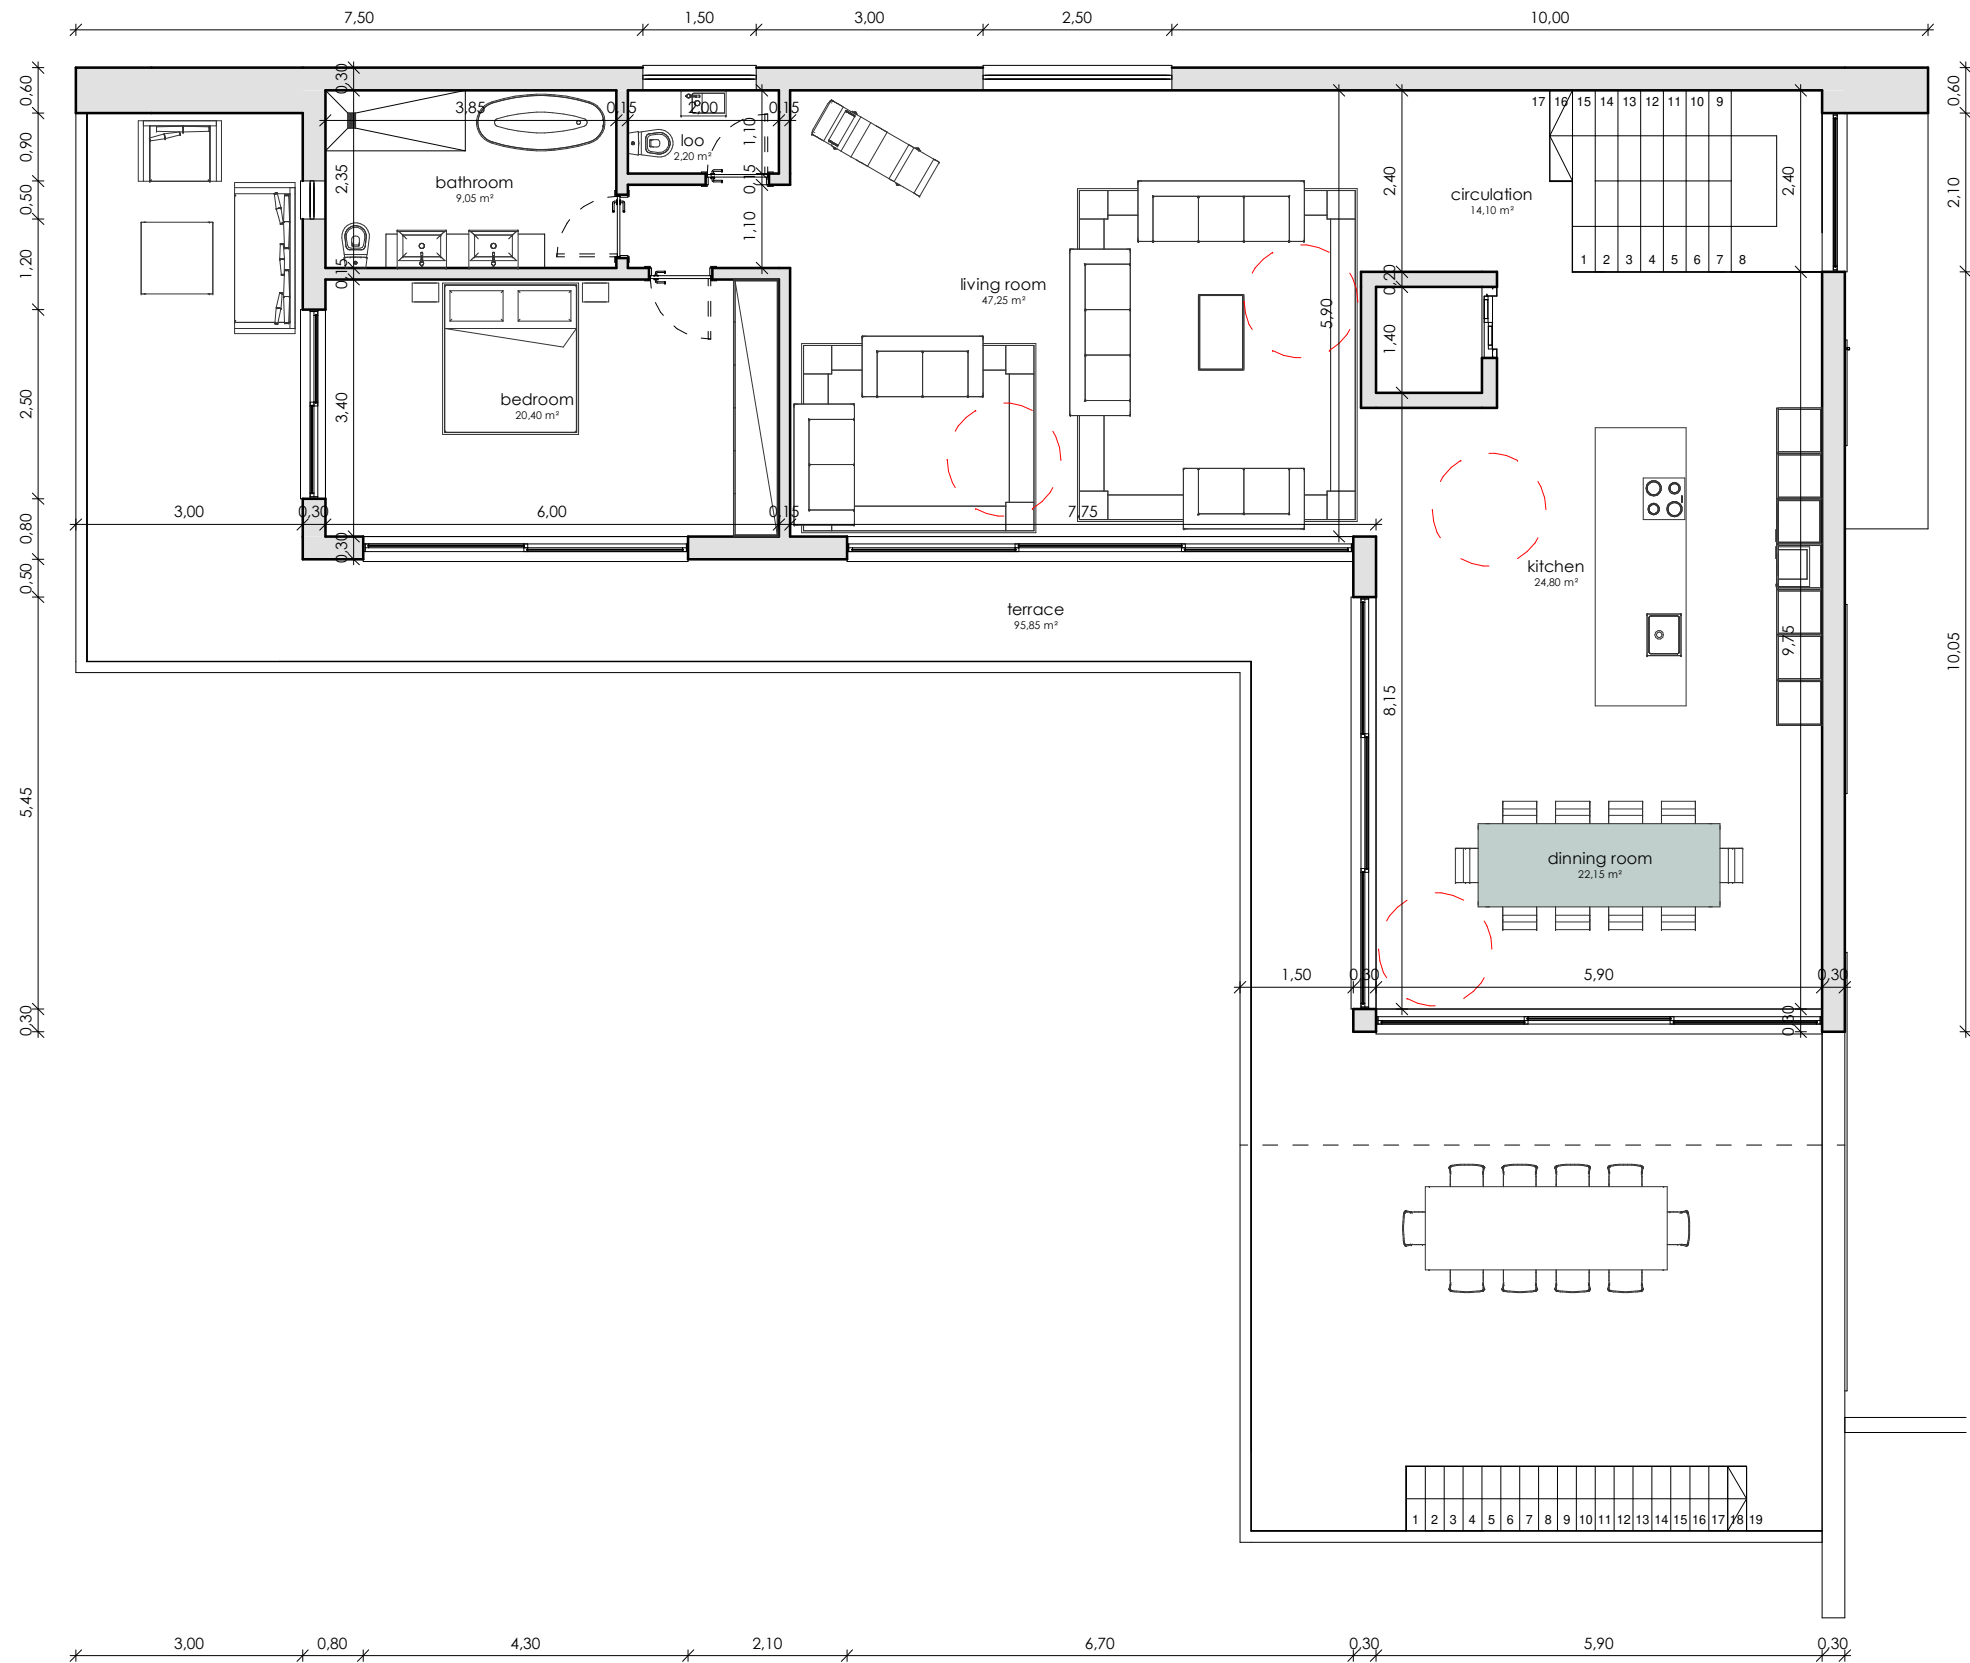 7,50 1,50 3,00 2,50 10,00
0,60 0,90 0,50 1,20 2,50 0,80 0,50 5,45 0,30
0,60 2,10 10,05
0,30
3,85 0,15 2,00 0,15
17 16 15 14 13 12 11 10 9
loo
2,20 m²
1,10
0,15
1,10
bathroom
9,05 m²
2,35
0,15
circulation
14,10 m²
2,40
2,40
1 2 3 4 5 6 7 8
living room
47,25 m²
5,90
0,20
1,40
bedroom
20,40 m²
3,40
3,00 0,30 6,00 0,15 7,75
0,30
kitchen
24,80 m²
terrace
95,85 m²
9,75
8,15
dinning room
22,15 m²
1,50 0,30 5,90 0,30
0,30
1 2 3 4 5 6 7 8 9 10 11 12 13 14 15 16 17 18 19
3,00 0,80 4,30 2,10 6,70 0,30 5,90 0,30